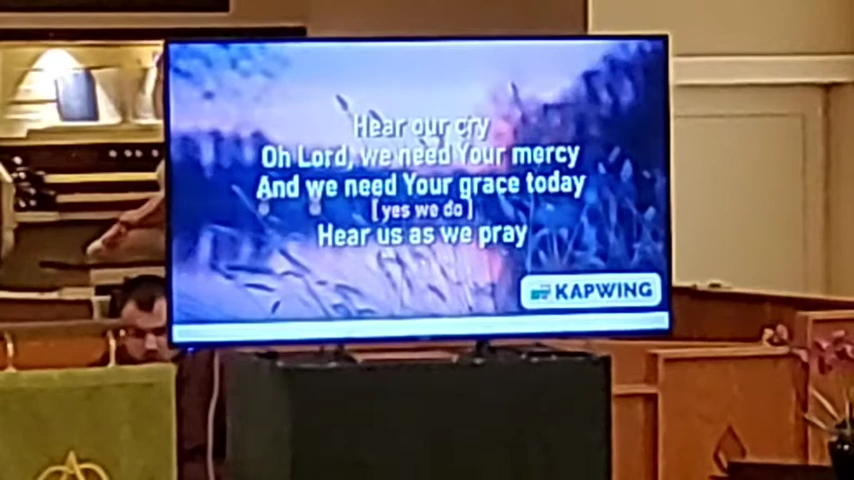 Hear our cry
Oh Lord, we need Your mercy
And we need Your grace today
[yes we do]
Hear us as we pray
KAPWING